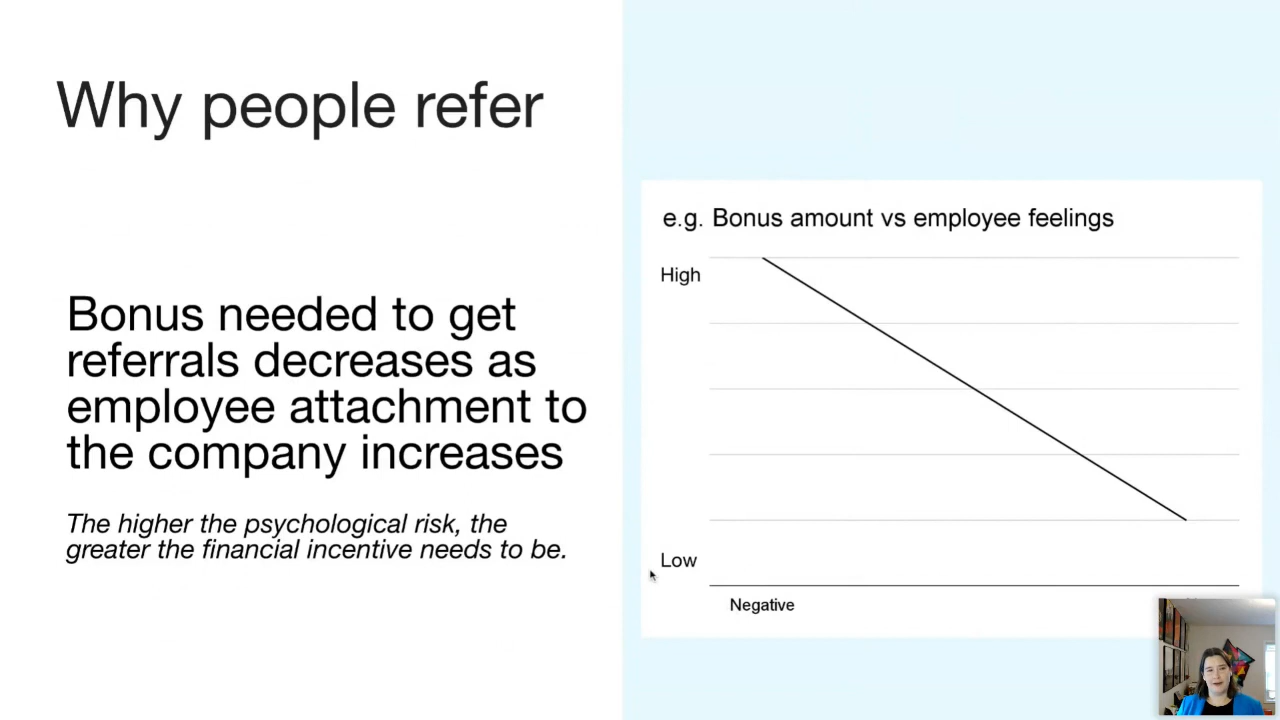 Why people refer
Bonus needed to get
referrals decreases as
employee attachment to
the company increases
The higher the psychological risk, the
greater the financial incentive needs to be.
e.g. Bonus amount vs employee feelings
High
Low
Negative